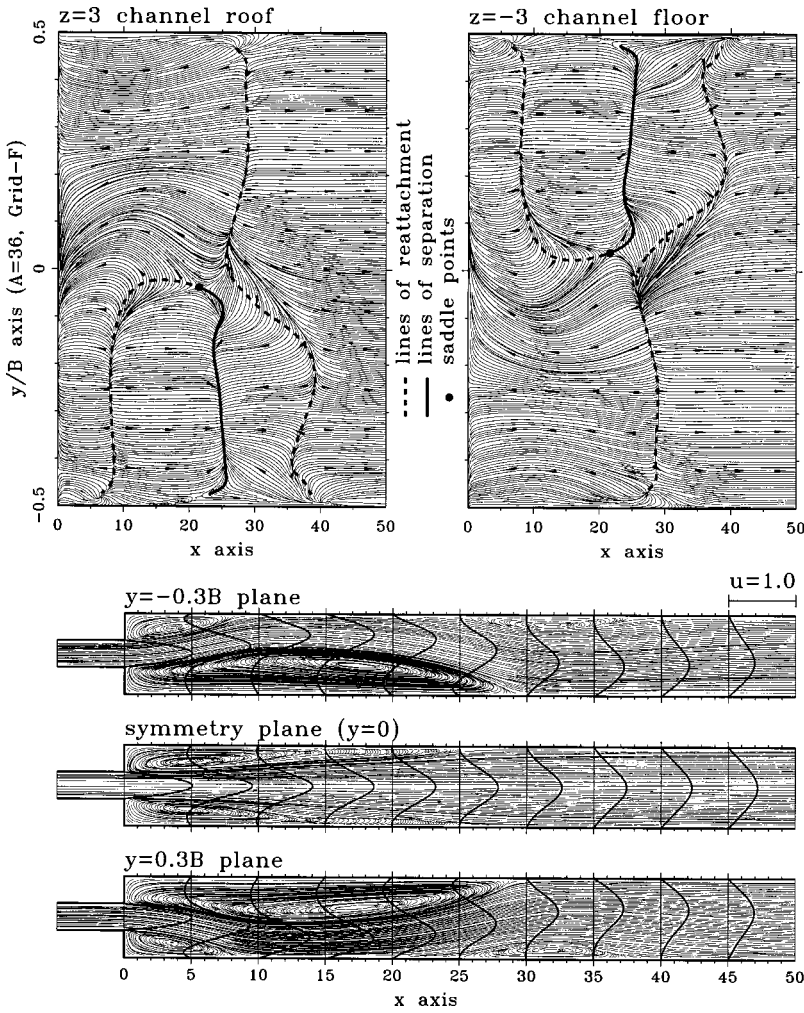 z=3 channel roof
z=−3 channel floor
0.5
0
−0.5
y/B axis (A=36, Grid−F)
0 10 20 30 40 50
x axis
lines of reattachment
lines of separation
saddle points
0 10 20 30 40 50
x axis
u=1.0
y=−0.3B plane
symmetry plane (y=0)
y=0.3B plane
0 5 10 15 20 25 30 35 40 45 50
x axis